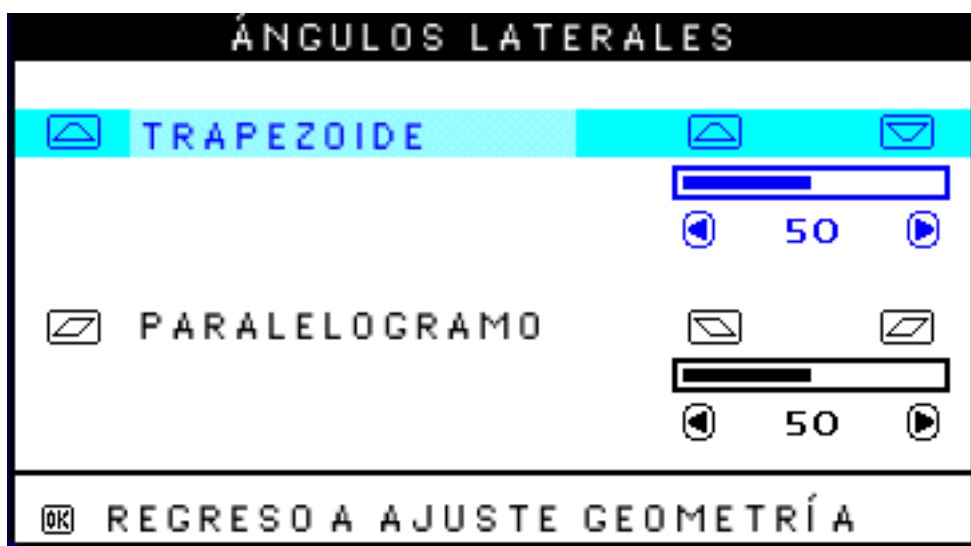 ÁNGULOS LATERALES
TRAPEZOIDE
50
PARALELOGRAMO
50
OK REGRESO A AJUSTE GEOMETRÍA